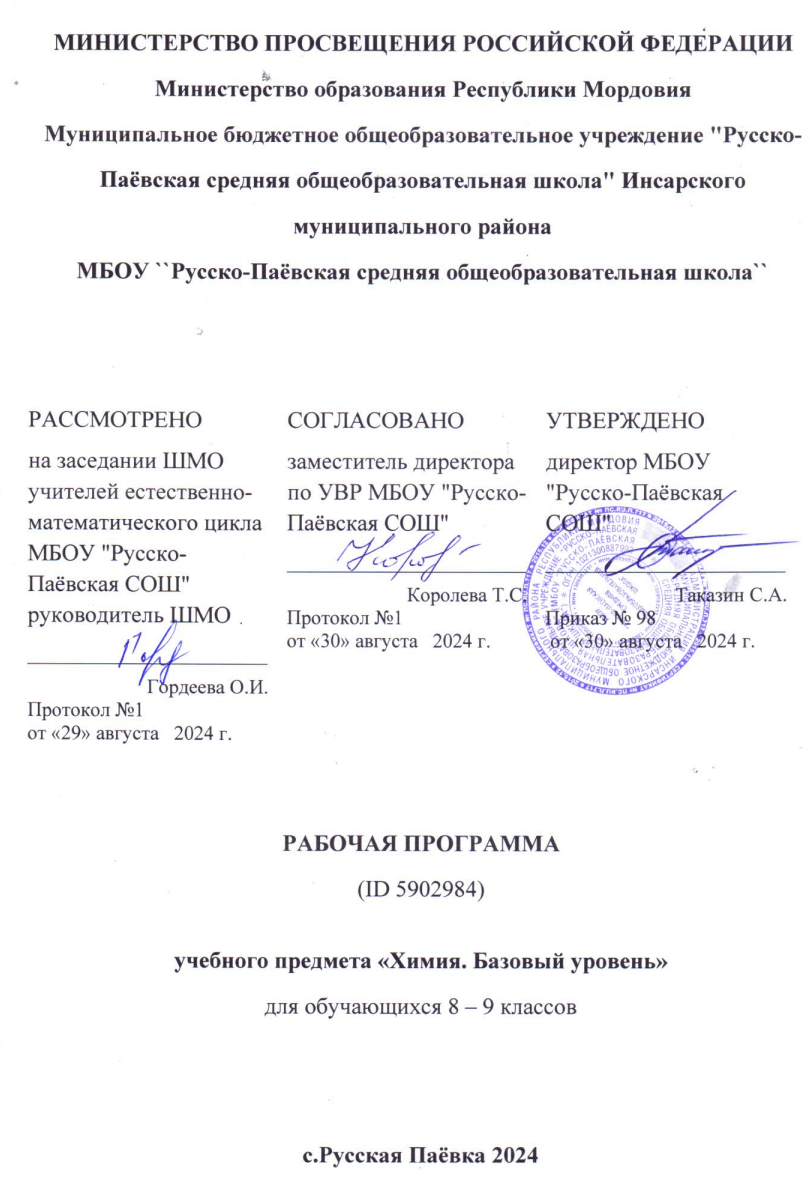 МИНИСТЕРСТВО ПРОСВЕЩЕНИЯ РОССИЙСКОЙ ФЕДЕРАЦИИ
Министерство образования Республики Мордовия
Муниципальное бюджетное общеобразовательное учреждение "Русско-
Паёвская средняя общеобразовательная школа" Инсарского
муниципального района
МБОУ ``Русско-Паёвская средняя общеобразовательная школа``
РАССМОТРЕНО
на заседании ШМО
учителей естественно-
математического цикла
МБОУ "Русско-
Паёвская СОШ"
руководитель ШМО
Гордеева О.И.
Протокол №1
от «29» августа 2024 г.
СОГЛАСОВАНО
заместитель директора
по УВР МБОУ "Русско-
Паёвская СОШ"
Королева Т.С
Протокол №1
от «30» августа 2024 г.
УТВЕРЖДЕНО
директор МБОУ
"Русско-Паёвская
СОШ"
Таказин С.А.
Приказ № 98
от «30» августа 2024 г.
РАБОЧАЯ ПРОГРАММА
(ID 5902984)
учебного предмета «Химия. Базовый уровень»
для обучающихся 8 – 9 классов
с.Русская Паёвка 2024